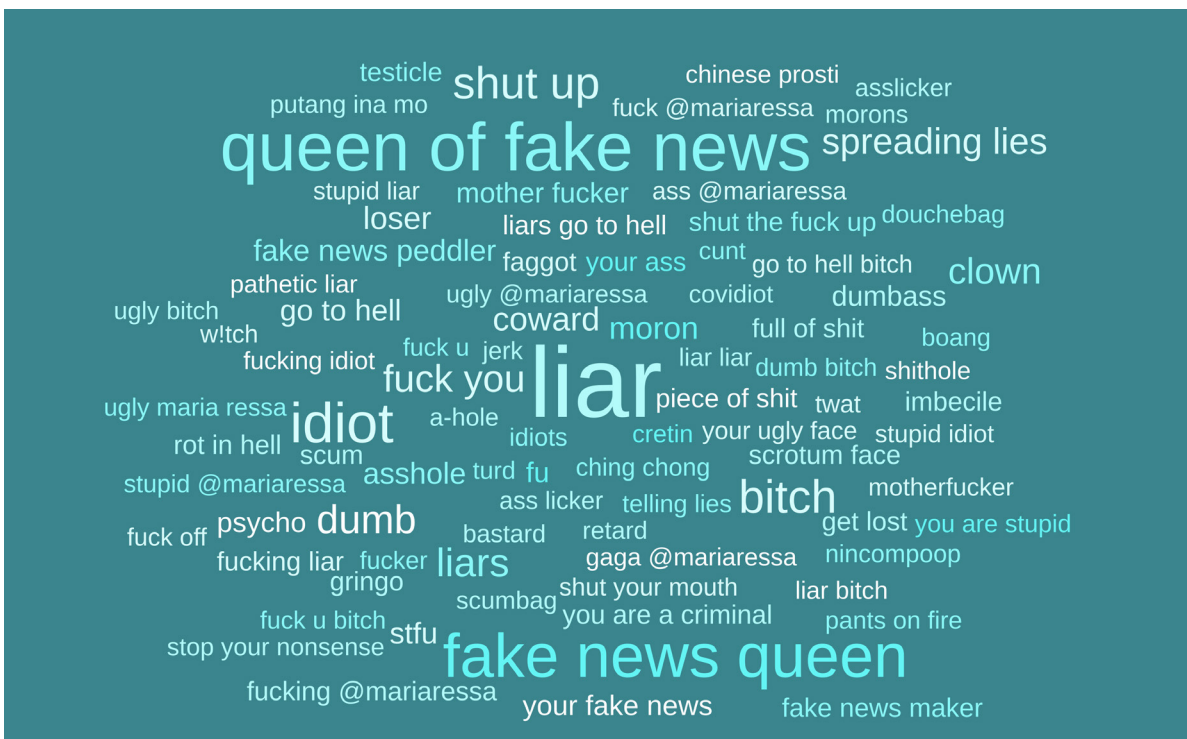 testicle shut up chinese prosti asslicker
putang ina mo fuck @mariaressa morons
queen of fake news spreading lies
stupid liar mother fucker ass @mariaressa
loser liars go to hell shut the fuck up douchebag
fake news peddler faggot your ass cunt go to hell bitch clown
pathetic liar ugly @mariaressa covidiot dumbass
ugly bitch go to hell coward moron full of shit boang
w!tch
fucking idiot fuck u jerk liar liar dumb bitch shithole
fuck you liar piece of shit twat imbecile
ugly maria ressa idiot a-hole idiots cretin your ugly face stupid idiot
rot in hell scum asshole turd fu ching chong scrotum face
stupid @mariaressa ass licker telling lies bitch motherfucker
fuck off psycho dumb bastard retard get lost you are stupid
fucking liar fucker liars gaga @mariaressa nincompoop
gringo scumbag shut your mouth liar bitch
fuck u bitch stfu you are a criminal pants on fire
stop your nonsense fake news queen
fucking @mariaressa your fake news fake news maker